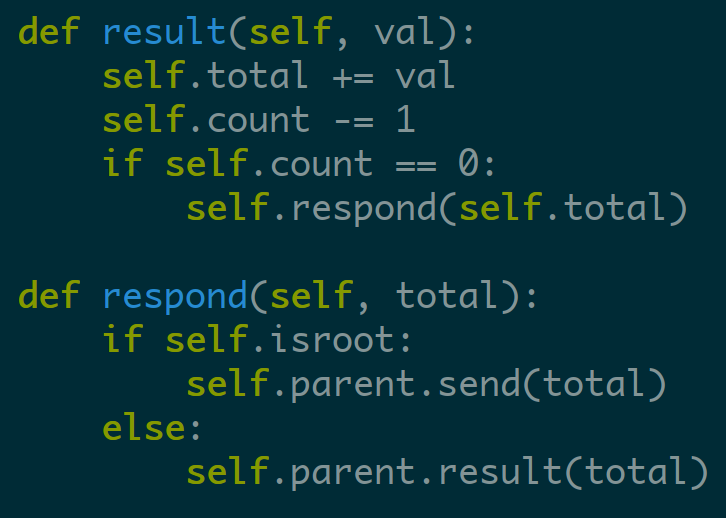 def result(self, val):
    self.total += val
    self.count -= 1
    if self.count == 0:
        self.respond(self.total)

def respond(self, total):
    if self.isroot:
        self.parent.send(total)
    else:
        self.parent.result(total)